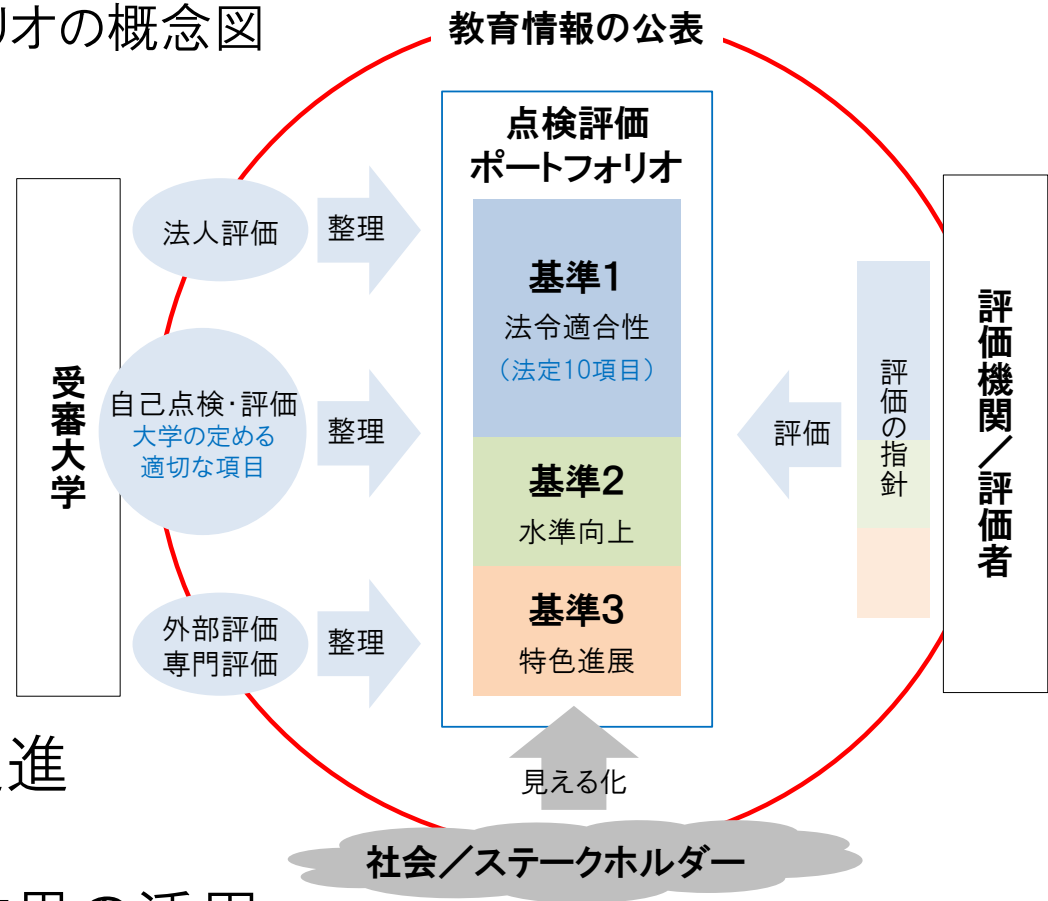 リオの概念図
教育情報の公表
点検評価
ポートフォリオ
受審大学
法人評価
整理
自己点検・評価
大学の定める
適切な項目
整理
外部評価
専門評価
整理
基準1
法令適合性
（法定10項目）
基準2
水準向上
基準3
特色進展
評価
評価の指針
評価機関／評価者
見える化
社会／ステークホルダー
進
の活用